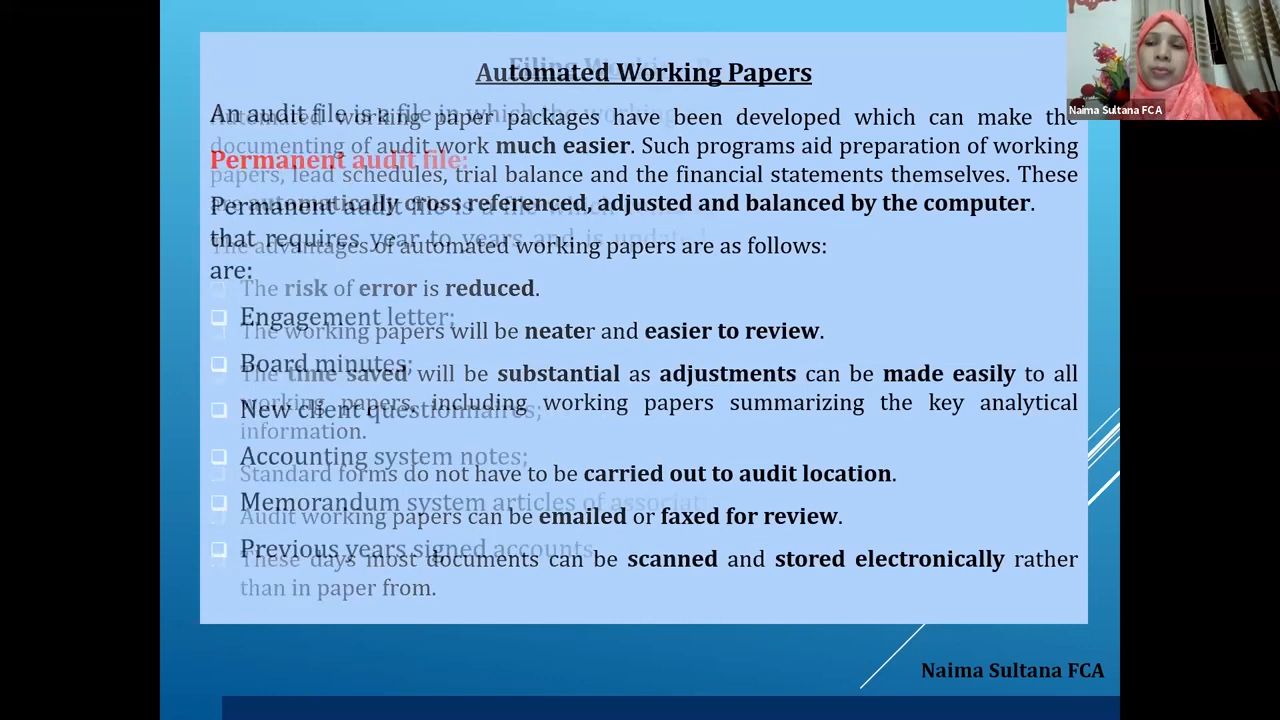 Automated Working Papers
Automated working paper packages have been developed which can make the
documenting of audit work much easier. Such programs aid preparation of working
papers, lead schedules, trial balance and the financial statements themselves. These
are automatically cross referenced, adjusted and balanced by the computer.
The advantages of automated working papers are as follows:
❑ The risk of error is reduced.
❑ The working papers will be neater and easier to review.
❑ The time saved will be substantial as adjustments can be made easily to all
working papers, including working papers summarizing the key analytical
information.
❑ Standard forms do not have to be carried out to audit location.
❑ Audit working papers can be emailed or faxed for review.
❑ These days most documents can be scanned and stored electronically rather
than in paper from.
Filing Working
An audit file is a file in which the working
Permanent audit file:
Permanent audit file is a file which
that requires year to years and is update
are:
❑ Engagement letter;
❑ Board minutes;
❑ New client questionnaires;
❑ Accounting system notes;
❑ Memorandum system articles of associat
❑ Previous years signed accounts
Naima Sultana FCA
Naima Sultana FCA